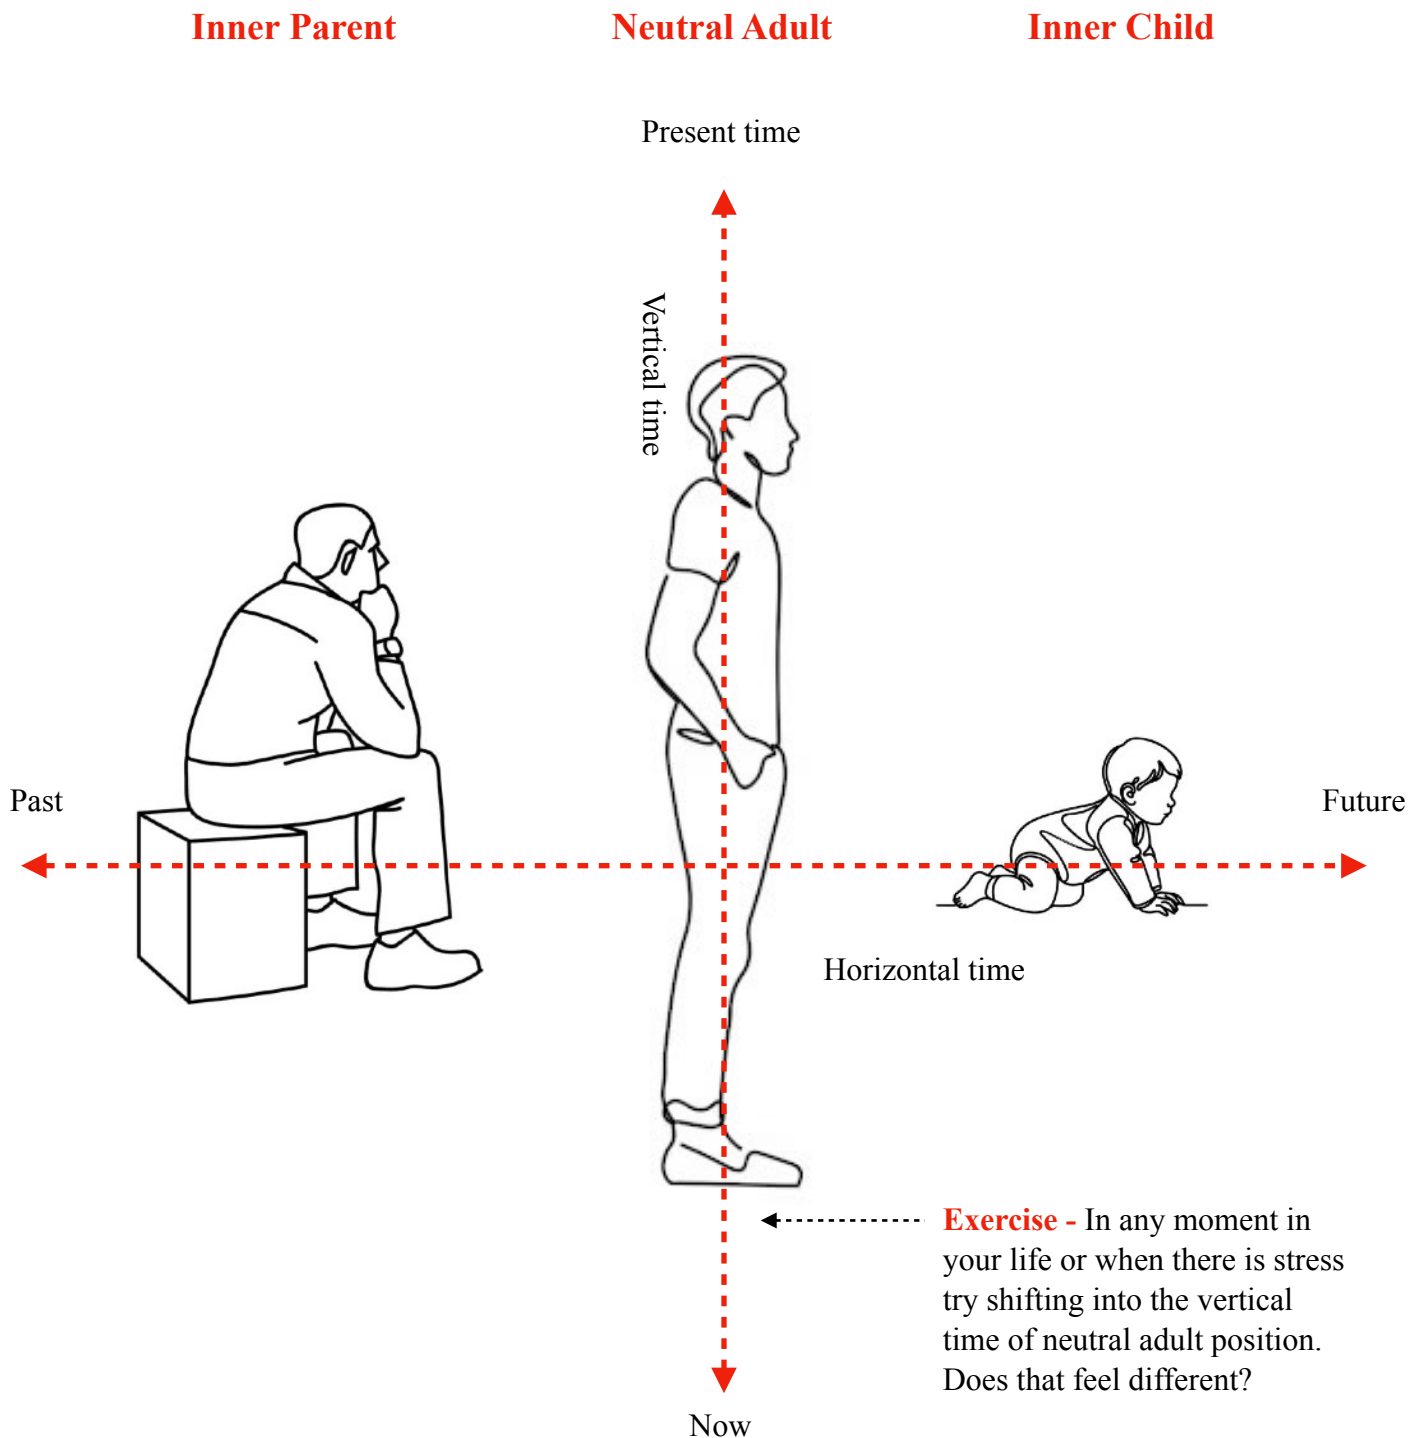 Inner Parent
Neutral Adult
Inner Child
Present time
Vertical time
Past
Future
Horizontal time
Exercise - In any moment in
your life or when there is stress
try shifting into the vertical
time of neutral adult position.
Does that feel different?
Now